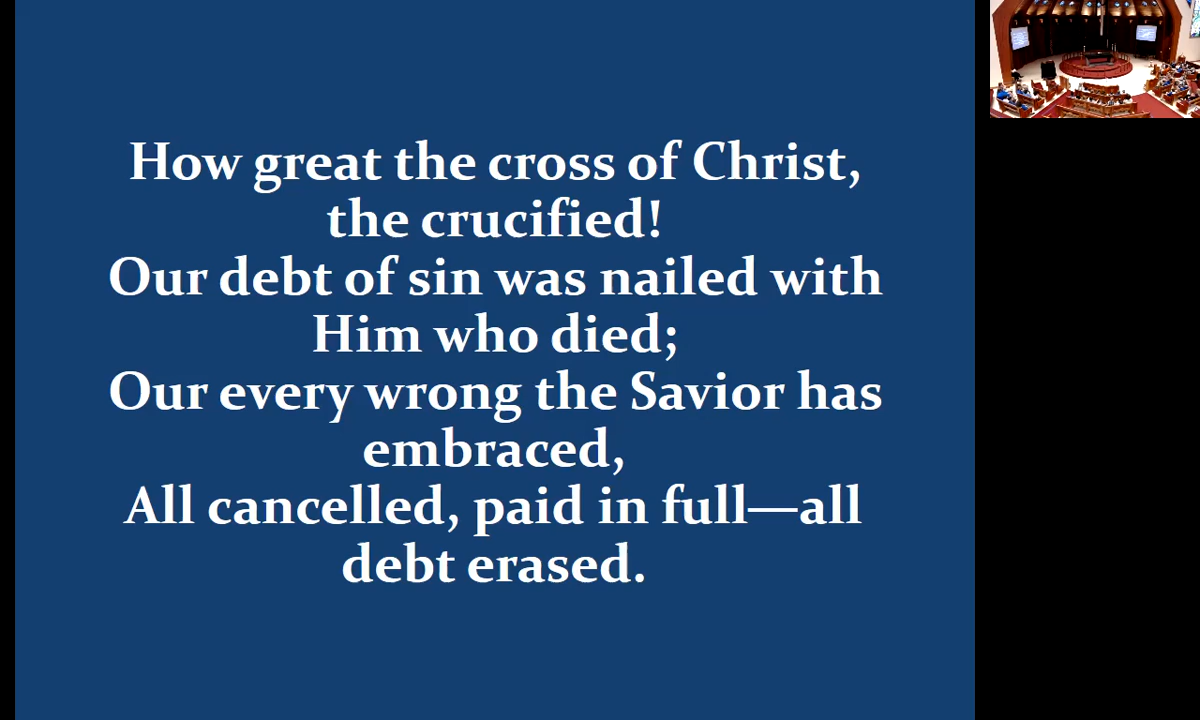 How great the cross of Christ,
the crucified!
Our debt of sin was nailed with
Him who died;
Our every wrong the Savior has
embraced,
All cancelled, paid in full—all
debt erased.